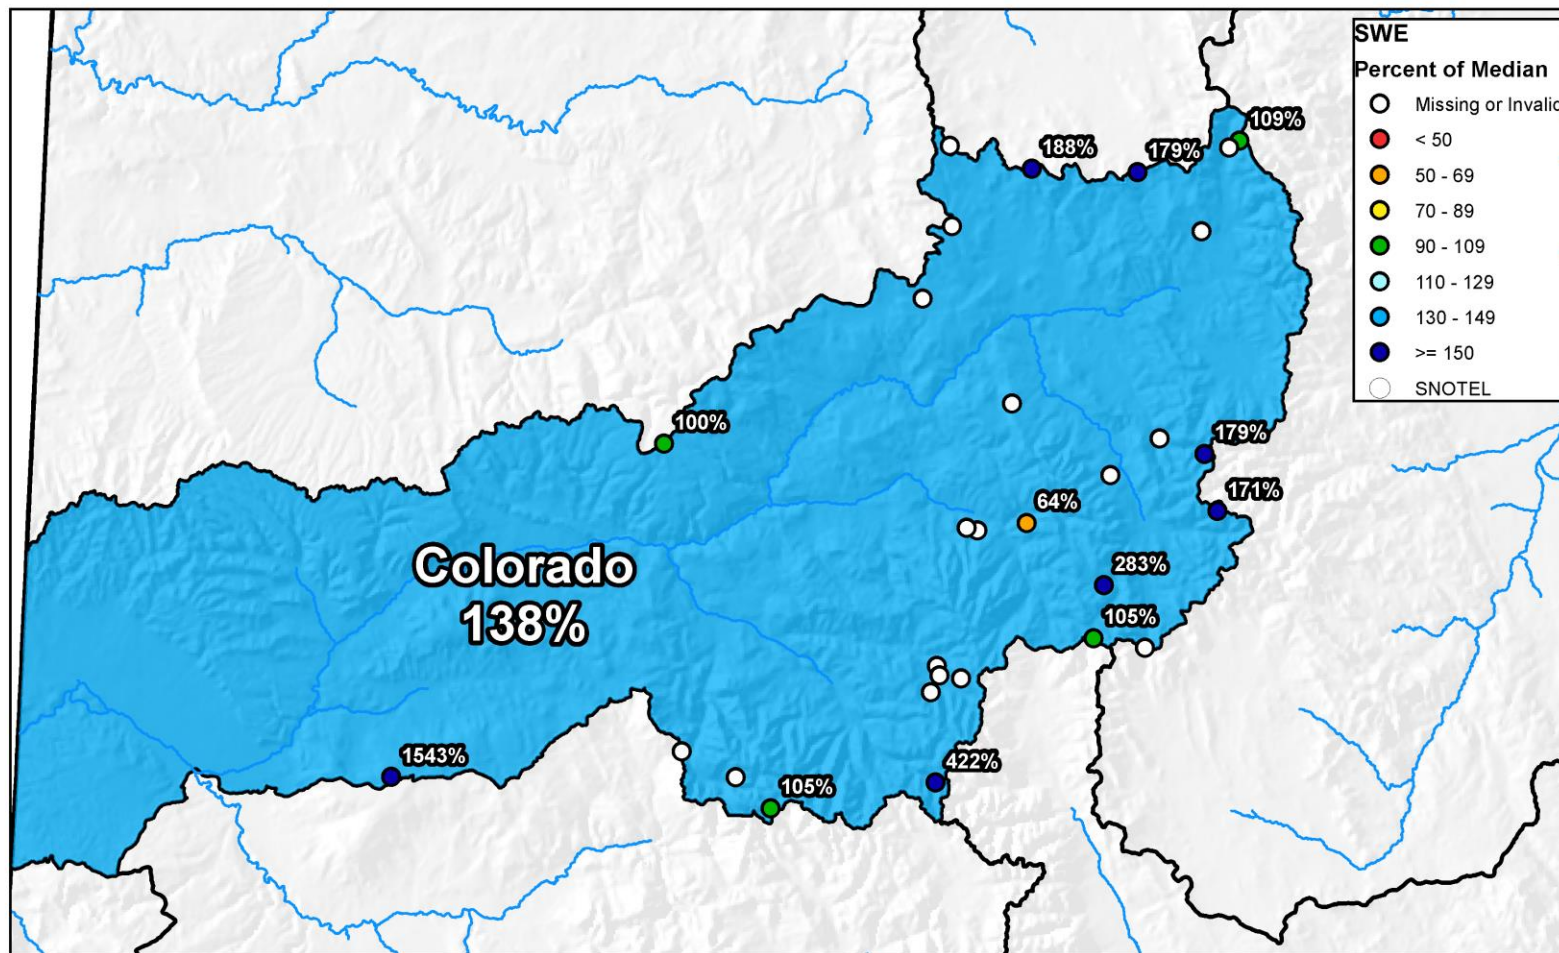 SWE
Percent of Median
Missing or Invalid
< 50
50 - 69
70 - 89
90 - 109
110 - 129
130 - 149
>= 150
SNOTEL
109%
188%
179%
100%
179%
171%
64%
Colorado
138%
283%
105%
1543%
422%
105%